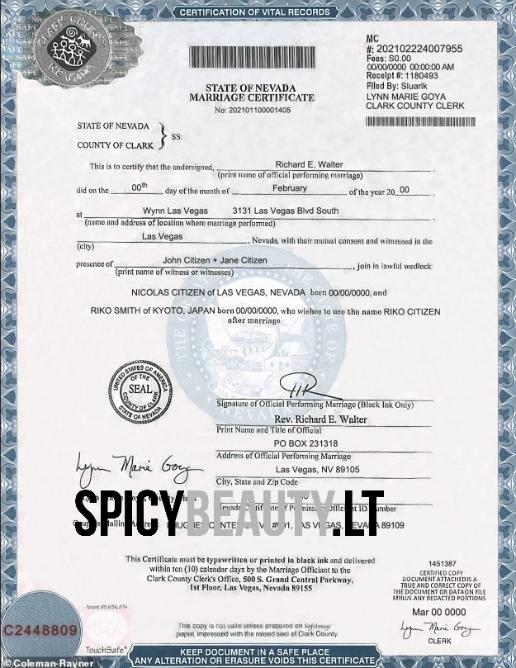 CERTIFICATION OF VITAL RECORDS
CLARK COUNTY
NEVADA
MC
#: 202102224007955
Fees: $0.00
00/00/0000 00:00:00 AM
Receipt #: 1180493
Filed By: Sluarik
LYNN MARIE GOYA
CLARK COUNTY CLERK
STATE OF NEVADA
MARRIAGE CERTIFICATE
No: 202101100001405
STATE OF NEVADA
COUNTY OF CLARK } SS:
This is to certify that the undersigned, Richard E. Walter
(print name of official performing marriage)
did on the 00th day of the month of February of the year 20 00
at Wynn Las Vegas 3131 Las Vegas Blvd South
(name and address of location where marriage performed)
Las Vegas , Nevada, with their mutual consent and witnessed in the
(city)
presence of John Citizen + Jane Citizen , join in lawful wedlock:
(print name of witness or witnesses)
NICOLAS CITIZEN of LAS VEGAS, NEVADA born 00/00/0000, and
RIKO SMITH of KYOTO, JAPAN born 00/00/0000, who wishes to use the name RIKO CITIZEN
after marriage.
UNITED STATES OF AMERICA
OF THE
SEAL
COUNTY OF CLARK
STATE OF NEVADA
Signature of Official Performing Marriage (Black Ink Only)
Rev. Richard E. Walter
Print Name and Title of Official
PO BOX 231318
Address of Official Performing Marriage
Las Vegas, NV 89105
City, State and Zip Code
Lynn Marie Goya
SPICYBEAUTY.LT
LAS VEGAS, NEVADA 89109
This Certificate must be typewritten or printed in black ink and delivered
within ten (10) calendar days by the Marriage Officiant to the
Clark County Clerk's Office, 500 S. Grand Central Parkway,
1st Floor, Las Vegas, Nevada 89155
1451387
CERTIFIED COPY
DOCUMENT ATTACHED IS A
TRUE AND CORRECT COPY OF
THE DOCUMENT OR DATA ON FILE
MINUS ANY REDACTED PORTIONS
Mar 00 0000
Lynn Marie Goya
CLERK
C2448809
TouchSafe
This copy is not valid unless prepared on
paper, impressed with the raised seal of Clark County.
KEEP DOCUMENT IN A SAFE PLACE
ANY ALTERATION OR ERASURE VOIDS THIS CERTIFICATE
© Coleman-Rayner